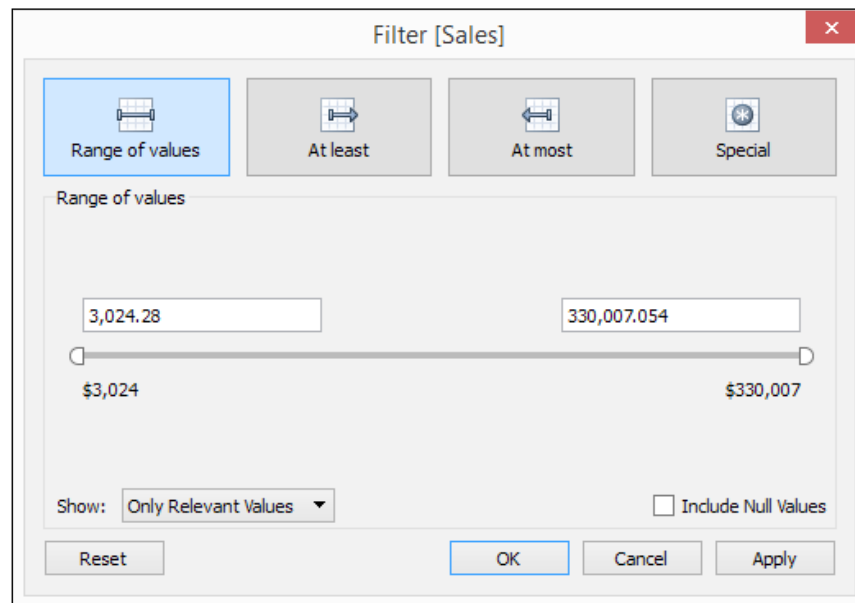 Filter [Sales]
Range of values
At least
At most
Special
Range of values
3,024.28
330,007.054
$3,024
$330,007
Show:
Only Relevant Values
Include Null Values
Reset
OK
Cancel
Apply